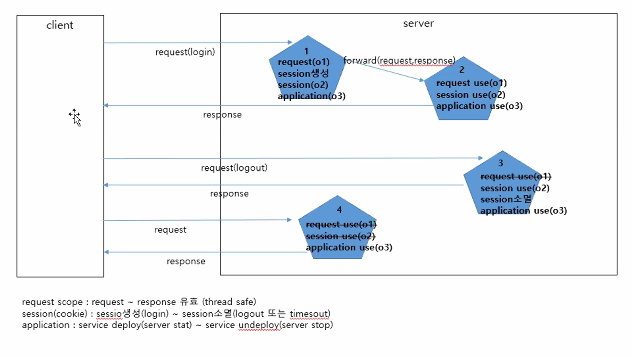 client
server
request(login)
1
request(o1)
session생성
session(o2)
application(o3)
forward(request,response)
2
request use(o1)
session use(o2)
application use(o3)
response
request(logout)
3
request use(o1)
session use(o2)
session소멸
application use(o3)
response
4
request use(o1)
session use(o2)
application use(o3)
request
response
request scope : request ~ response 유효 (thread safe)
session(cookie) : sessio생성(login) ~ session소멸(logout 또는 timesout)
application : service deploy(server stat) ~ service undeploy(server stop)